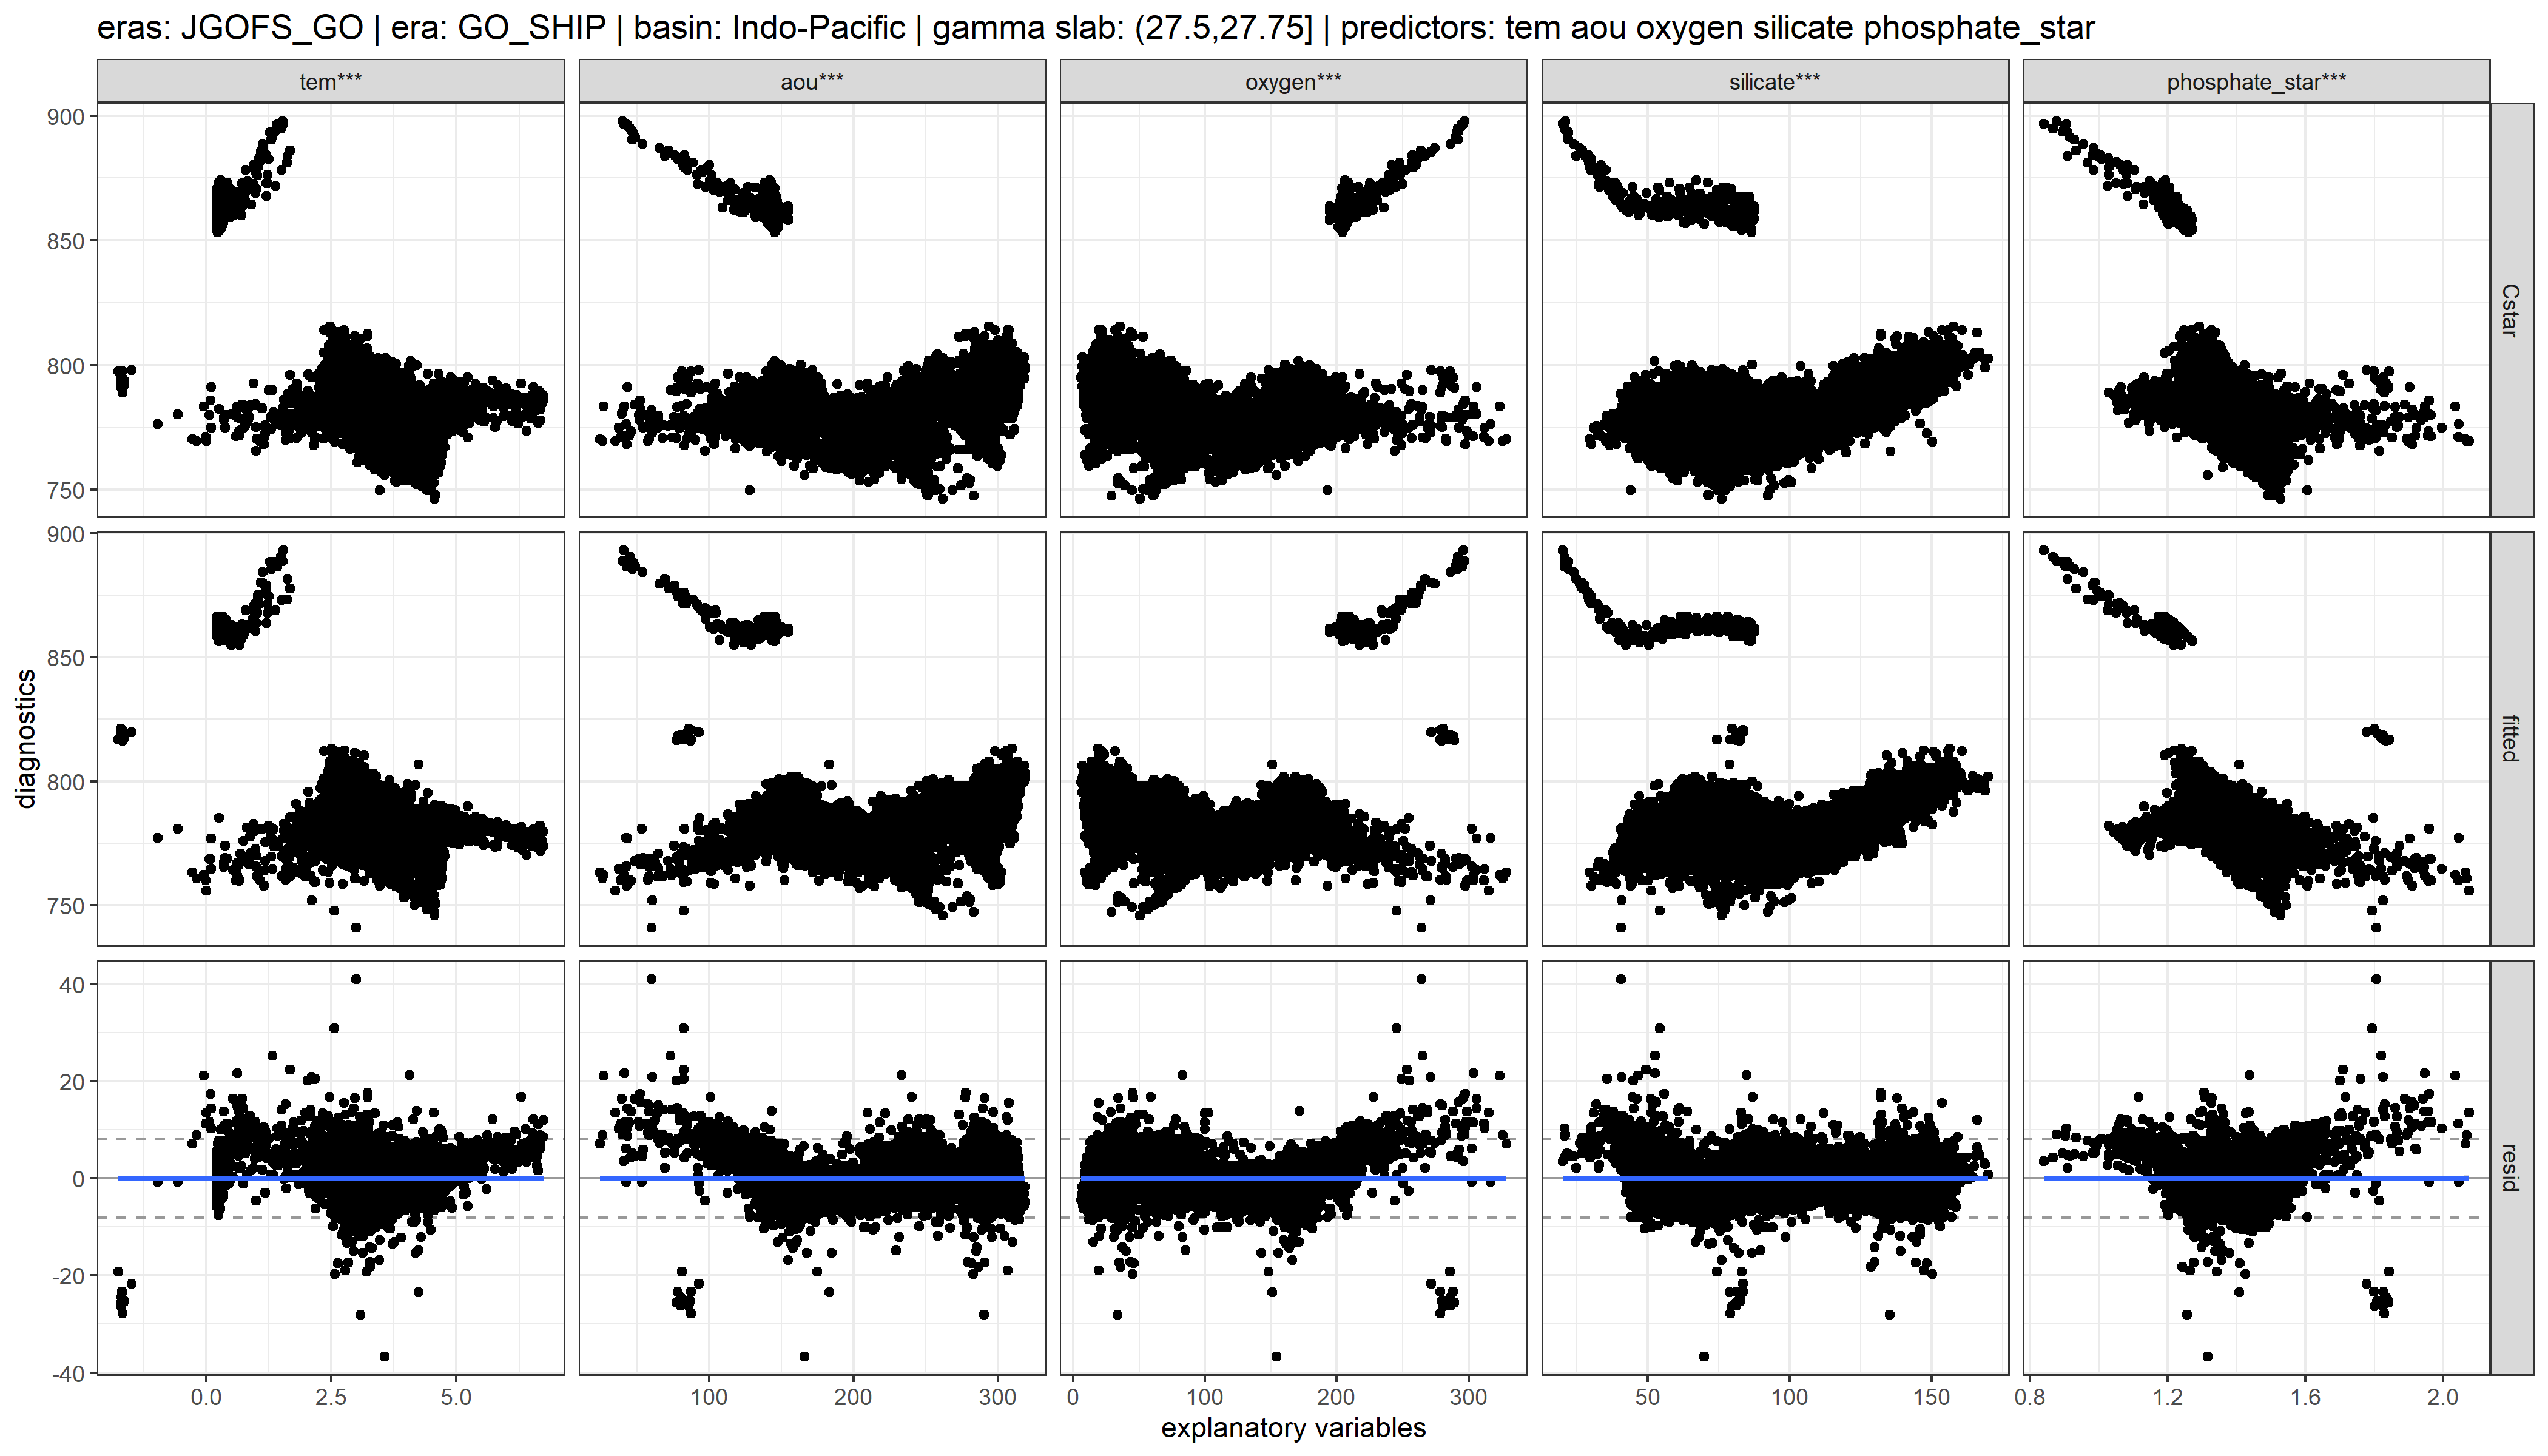 eras: JGOFS_GO | era: GO_SHIP | basin: Indo-Pacific | gamma slab: (27.5,27.75] | predictors: tem aou oxygen silicate phosphate_star
tem*** aou*** oxygen*** silicate*** phosphate_star***
900
850
800
750
Cstar
900
850
800
750
fitted
diagnostics
40
20
0
-20
-40
resid
0.0 2.5 5.0 100 200 300 0 100 200 300 50 100 150 0.8 1.2 1.6 2.0
explanatory variables